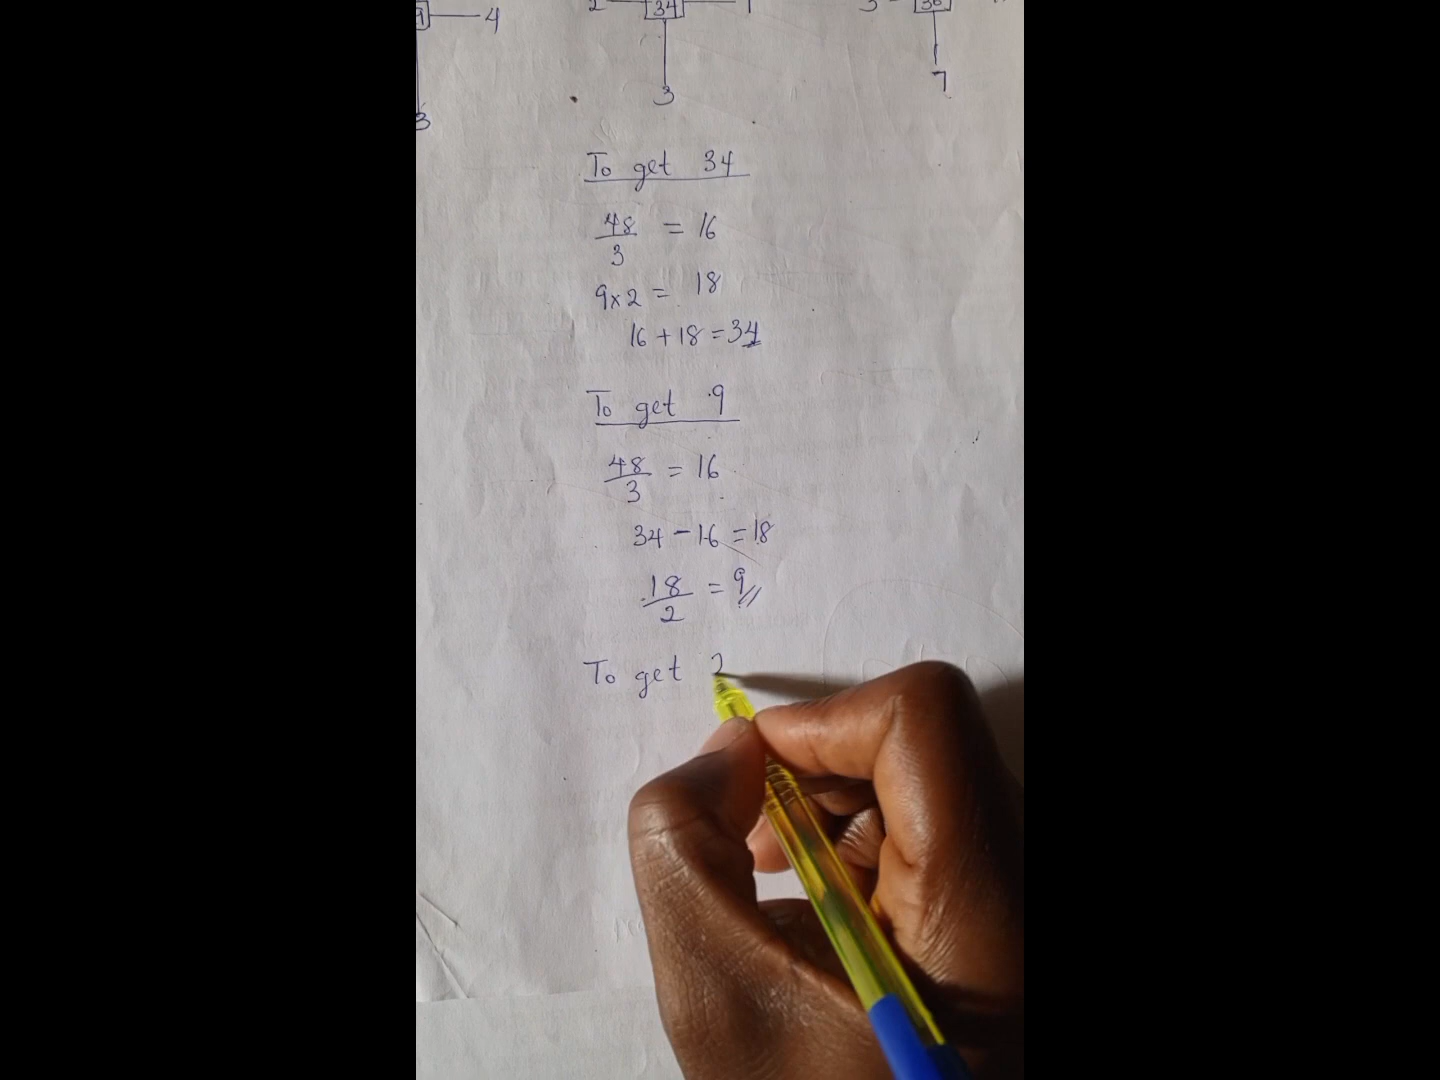 9 4 2 34 1 3 36
3 3 7
To get 34
48/3 = 16
9x2 = 18
16 + 18 = 34
To get 9
48/3 = 16
34 - 16 = 18
18/2 = 9
To get 2